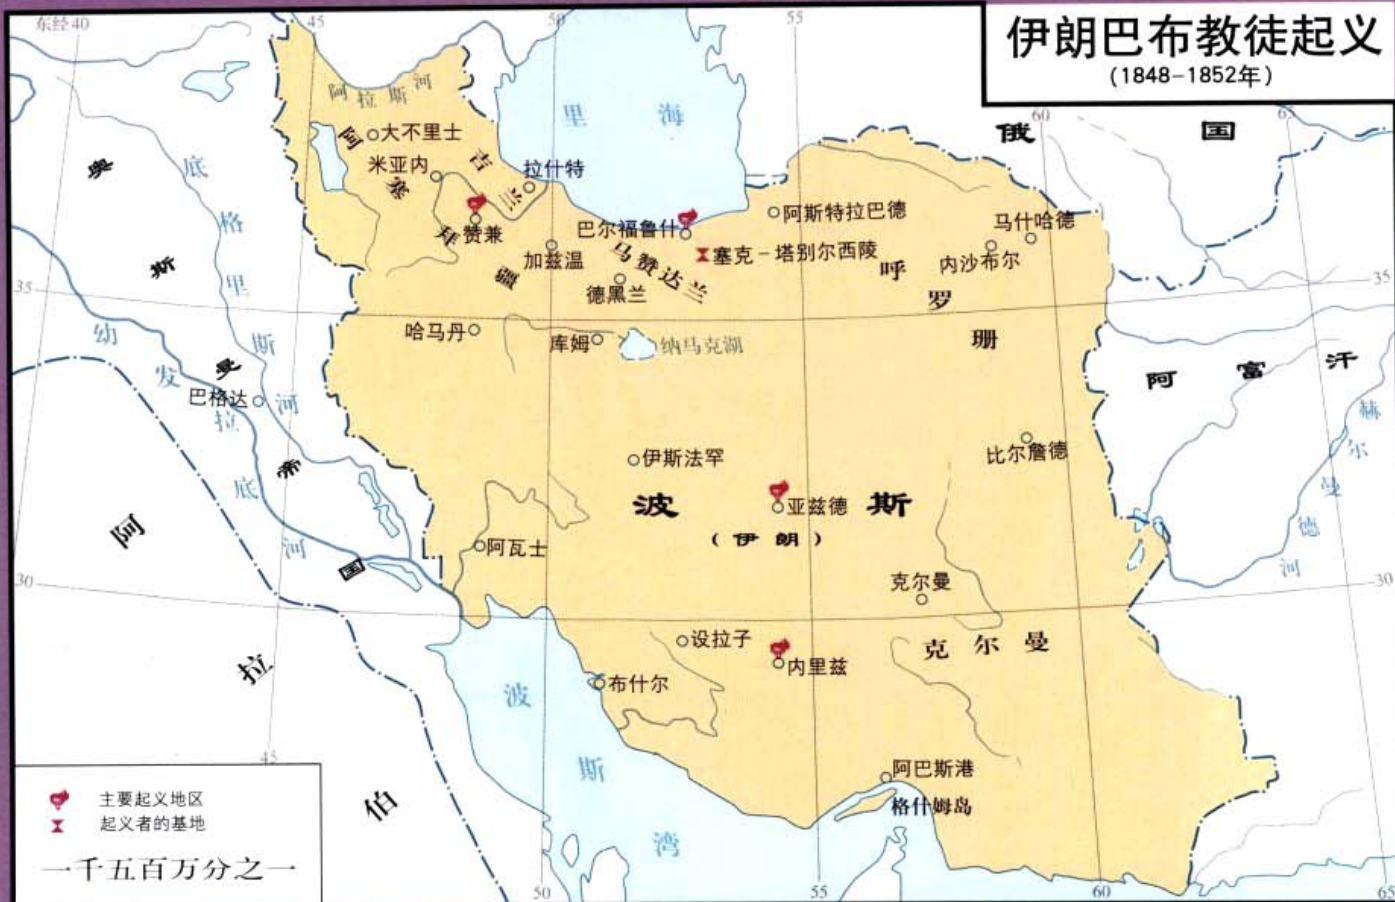 伊朗巴布教徒起义
(1848-1852年)
东经40
45
50
55
60
65
里海
俄国
阿拉斯河
大不里士
阿塞拜疆
米亚内
吉兰
拉什特
赞兼
加兹温
巴尔福鲁什
阿斯特拉巴德
马什哈德
塞克-塔别尔西陵
内沙布尔
马赞达兰
德黑兰
呼罗珊
35
35
奥斯曼帝国
底格里斯河
幼发拉底河
巴格达
哈马丹
库姆
纳马克湖
阿富汗
赫尔曼德河
伊斯法罕
比尔詹德
波斯
(伊朗)
亚兹德
阿瓦士
克尔曼
30
30
阿拉伯
设拉子
内里兹
克尔曼
布什尔
波斯湾
阿巴斯港
格什姆岛
45
50
55
60
65
主要起义地区
起义者的基地
一千五百万分之一